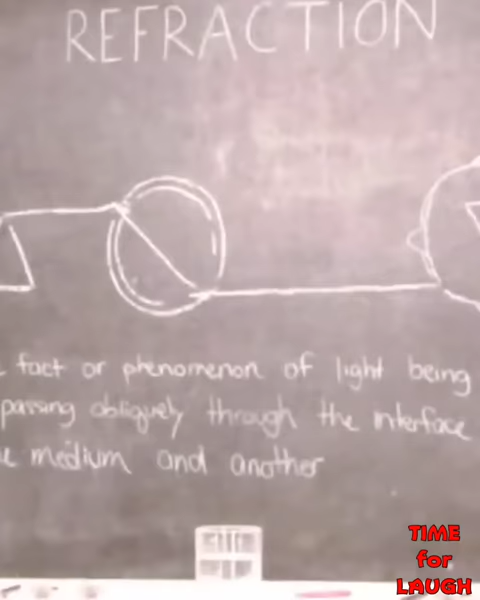 REFRACTION
fact or phenomenon of light being
passing obliquely through the interface
medium and another
TIME
for
LAUGH